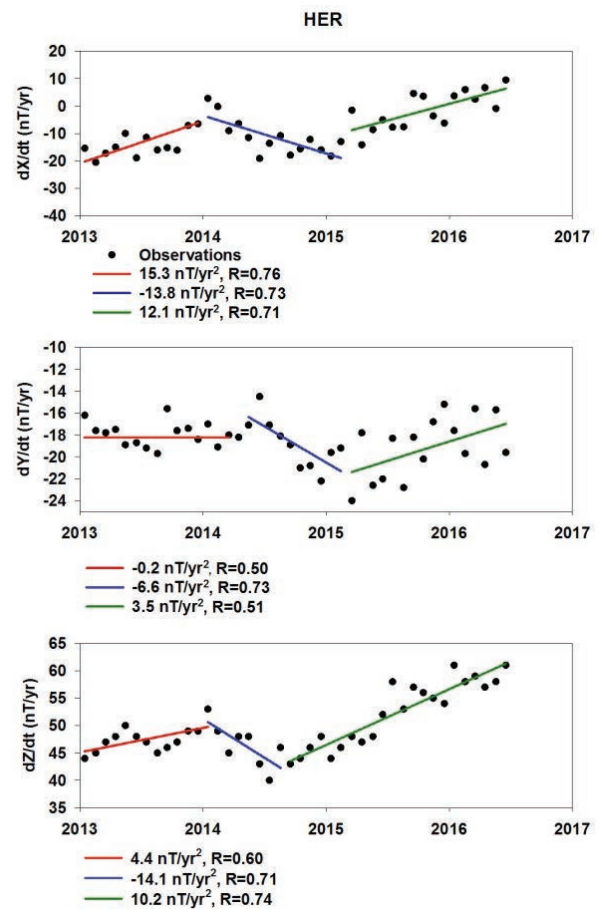 HER
dX/dt (nT/yr)
20
10
0
-10
-20
-30
-40
2013 2014 2015 2016 2017
Observations
15.3 nT/yr², R=0.76
-13.8 nT/yr², R=0.73
12.1 nT/yr², R=0.71
dY/dt (nT/yr)
-10
-12
-14
-16
-18
-20
-22
-24
2013 2014 2015 2016 2017
-0.2 nT/yr², R=0.50
-6.6 nT/yr², R=0.73
3.5 nT/yr², R=0.51
dZ/dt (nT/yr)
65
60
55
50
45
40
35
2013 2014 2015 2016 2017
4.4 nT/yr², R=0.60
-14.1 nT/yr², R=0.71
10.2 nT/yr², R=0.74